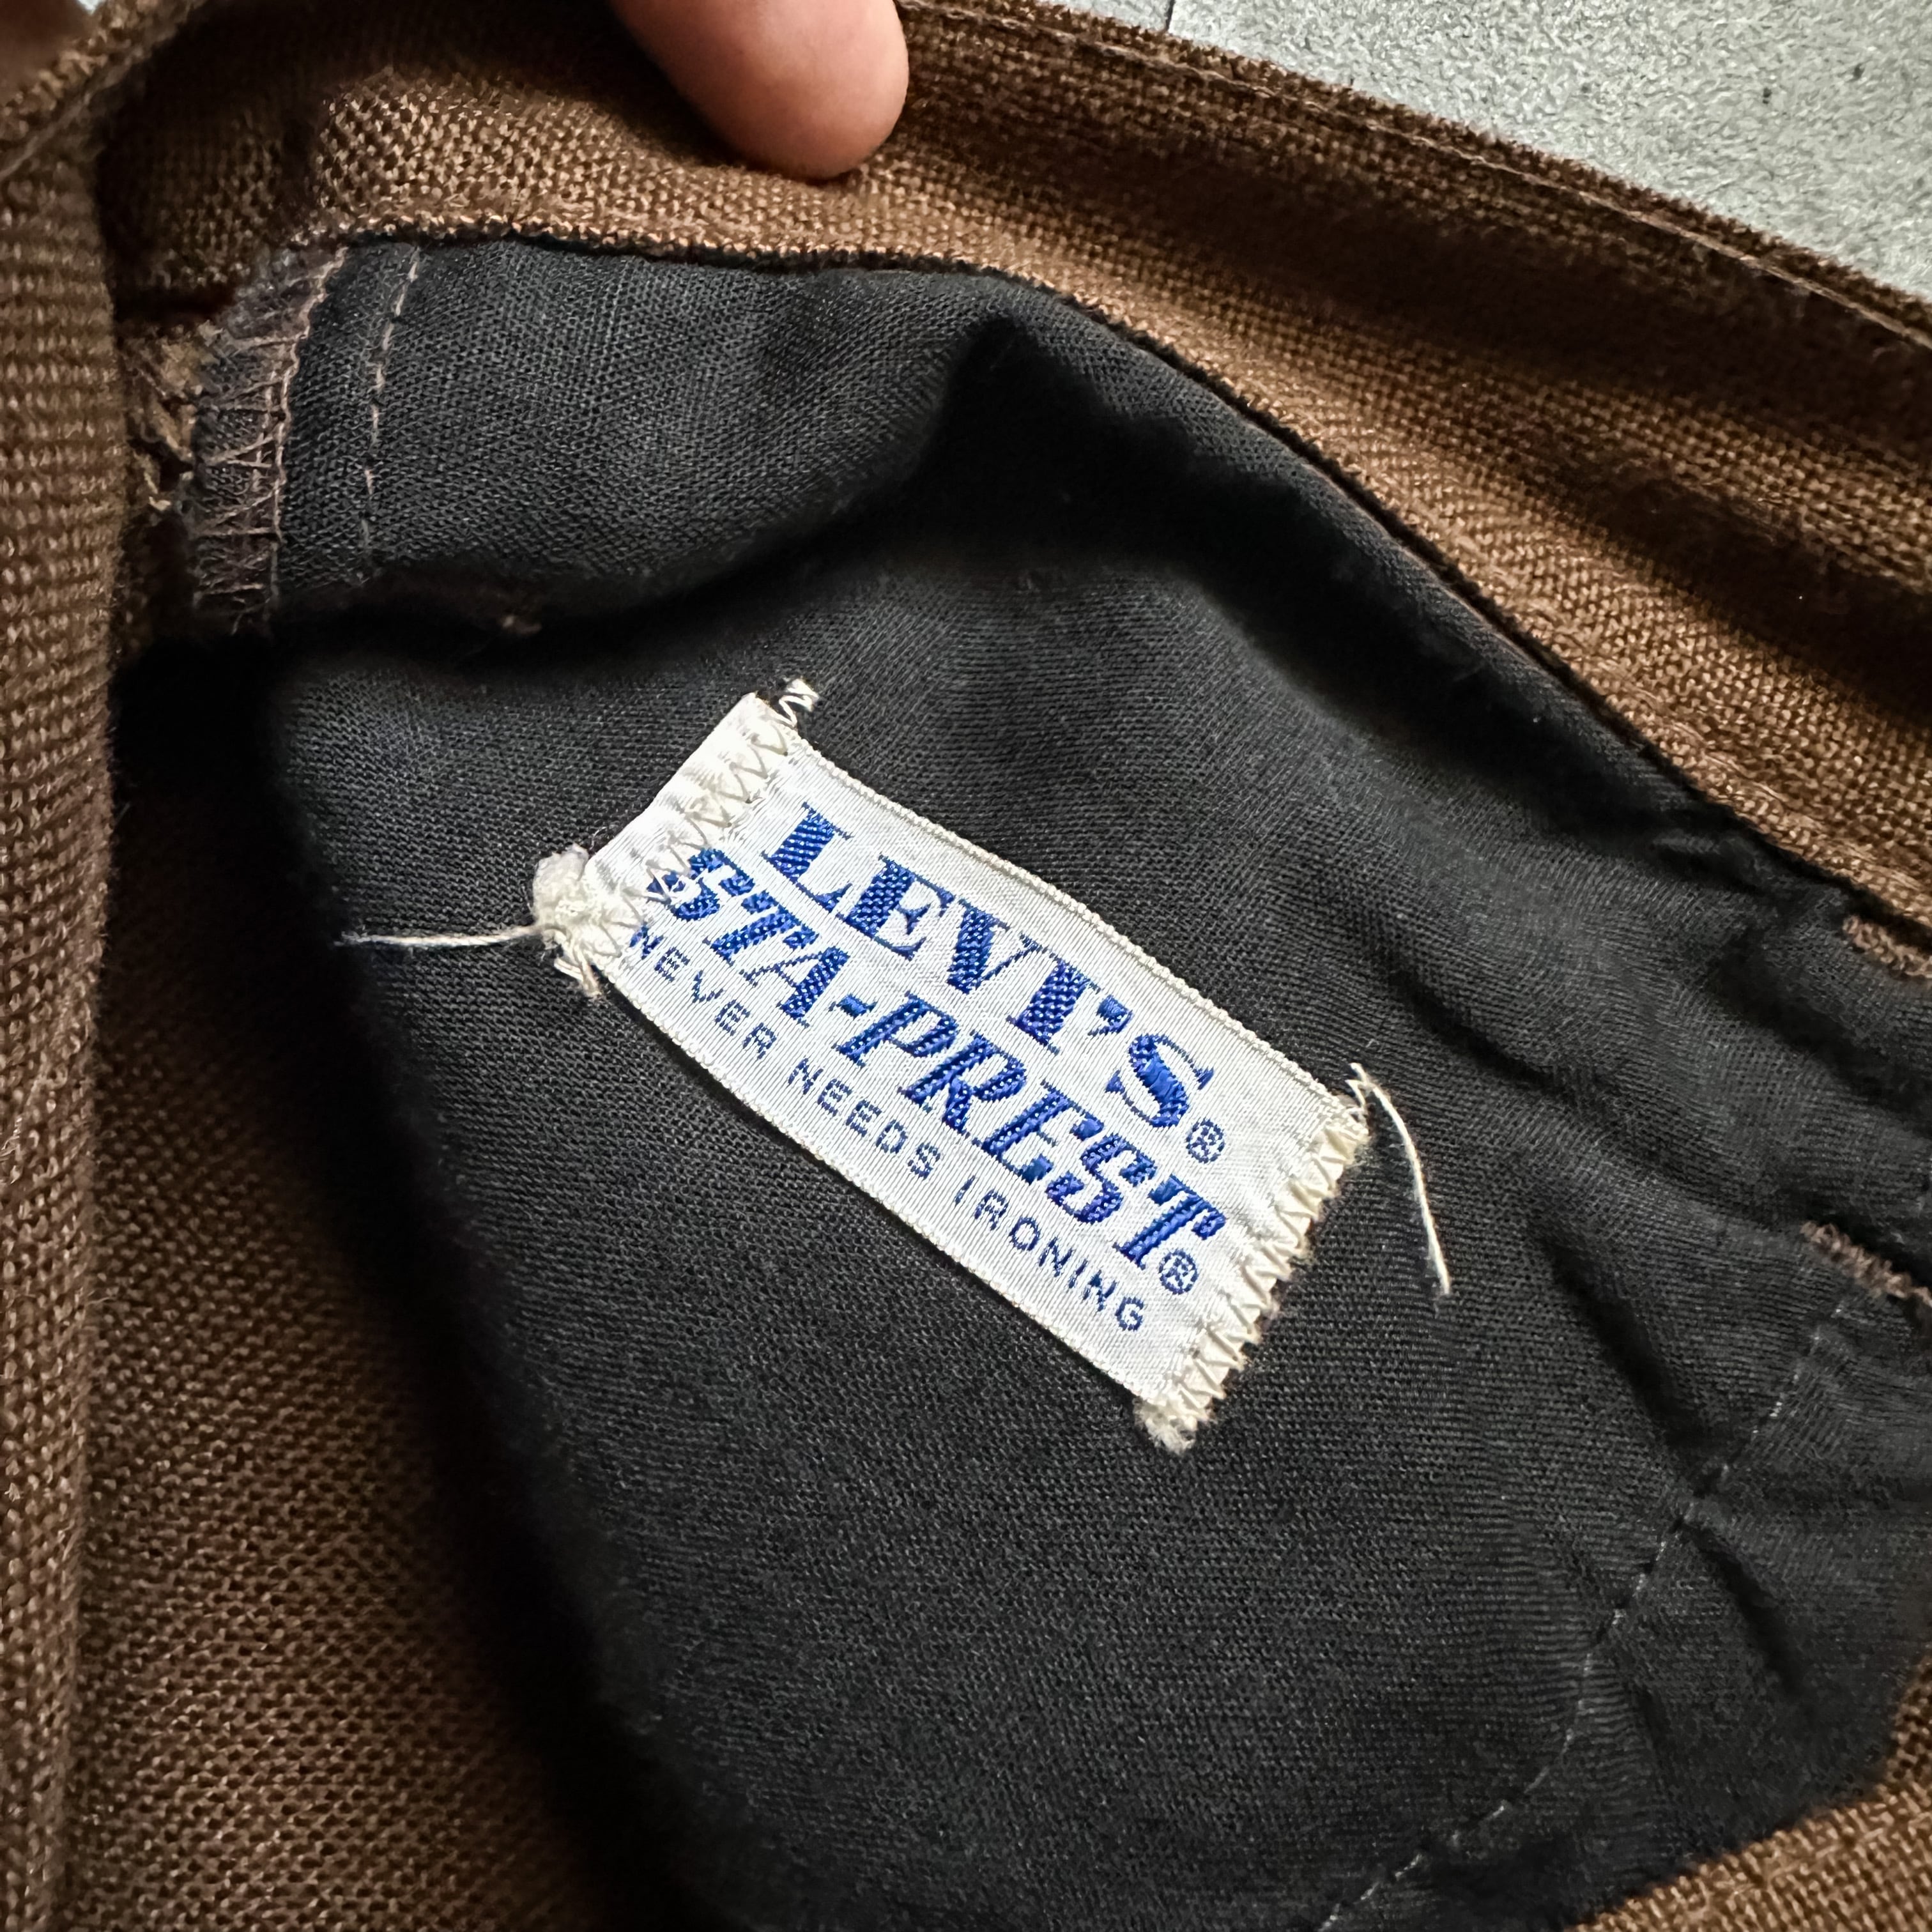 LEVI'S®
STA-PREST®
NEVER NEEDS IRONING